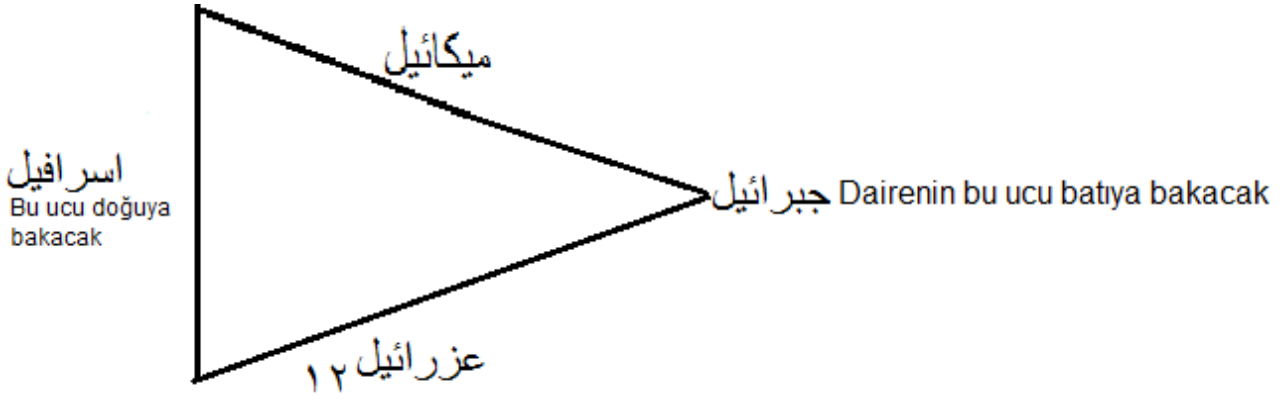 ميكائيل
اسرافيل
Bu ucu doğuya
bakacak
جبرائيل Dairenin bu ucu batıya bakacak
عزرائيل ١٢